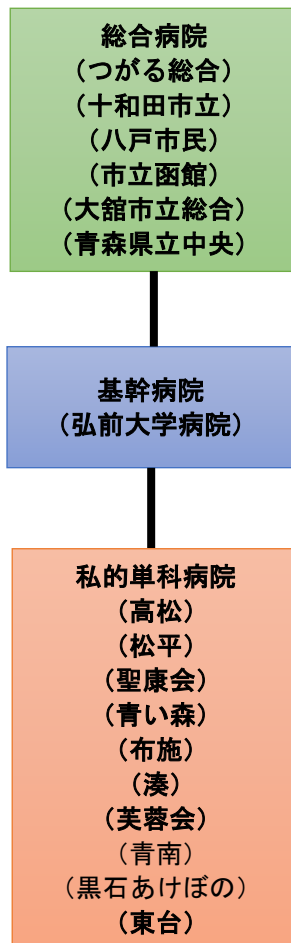 総合病院
（つがる総合）
（十和田市立）
（八戸市民）
（市立函館）
（大舘市立総合）
（青森県立中央）
基幹病院
（弘前大学病院）
私的単科病院
（高松）
（松平）
（聖康会）
（青い森）
（布施）
（湊）
（芙蓉会）
（青南）
（黒石あけぼの）
（東台）